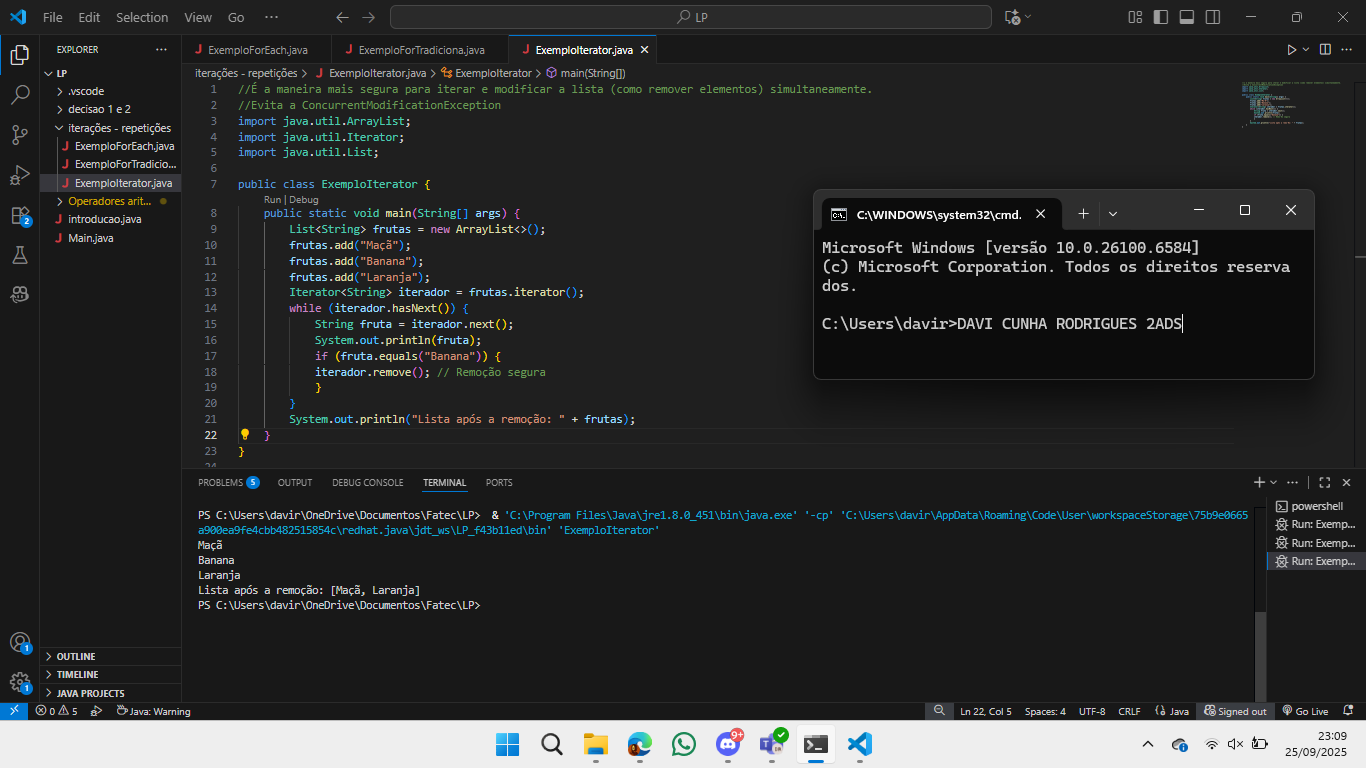 File Edit Selection View Go ··· LP
EXPLORER ···
LP
.vscode
decisao 1 e 2
iterações - repetições
ExemploForEach.java
ExemploForTradicio...
ExemploIterator.java
Operadores arit...
introducao.java
Main.java
OUTLINE
TIMELINE
JAVA PROJECTS
2
1
1
ExemploForEach.java ExemploForTradiciona.java ExemploIterator.java
iterações - repetições > ExemploIterator.java > ExemploIterator > main(String[])
1 //É a maneira mais segura para iterar e modificar a lista (como remover elementos) simultaneamente.
2 //Evita a ConcurrentModificationException
3 import java.util.ArrayList;
4 import java.util.Iterator;
5 import java.util.List;
6
7 public class ExemploIterator {
Run | Debug
8 public static void main(String[] args) {
9 List<String> frutas = new ArrayList<>();
10 frutas.add("Maçã");
11 frutas.add("Banana");
12 frutas.add("Laranja");
13 Iterator<String> iterador = frutas.iterator();
14 while (iterador.hasNext()) {
15 String fruta = iterador.next();
16 System.out.println(fruta);
17 if (fruta.equals("Banana")) {
18 iterador.remove(); // Remoção segura
19 }
20 }
21 System.out.println("Lista após a remoção: " + frutas);
22 }
23 }
24
C:\WINDOWS\system32\cmd.
Microsoft Windows [versão 10.0.26100.6584]
(c) Microsoft Corporation. Todos os direitos reserva
dos.
C:\Users\davir>DAVI CUNHA RODRIGUES 2ADS
PROBLEMS 5 OUTPUT DEBUG CONSOLE TERMINAL PORTS
PS C:\Users\davir\OneDrive\Documentos\Fatec\LP> & 'C:\Program Files\Java\jre1.8.0_451\bin\java.exe' '-cp' 'C:\Users\davir\AppData\Roaming\Code\User\workspaceStorage\75b9e0665
a900ea9fe4cbb482515854c\redhat.java\jdt_ws\LP_f43b11ed\bin' 'ExemploIterator'
Maçã
Banana
Laranja
Lista após a remoção: [Maçã, Laranja]
PS C:\Users\davir\OneDrive\Documentos\Fatec\LP>
powershell
Run: Exemp...
Run: Exemp...
Run: Exemp...
0 5 Java: Warning Ln 22, Col 5 Spaces: 4 UTF-8 CRLF {} Java Signed out Go Live
9+
23:09
25/09/2025